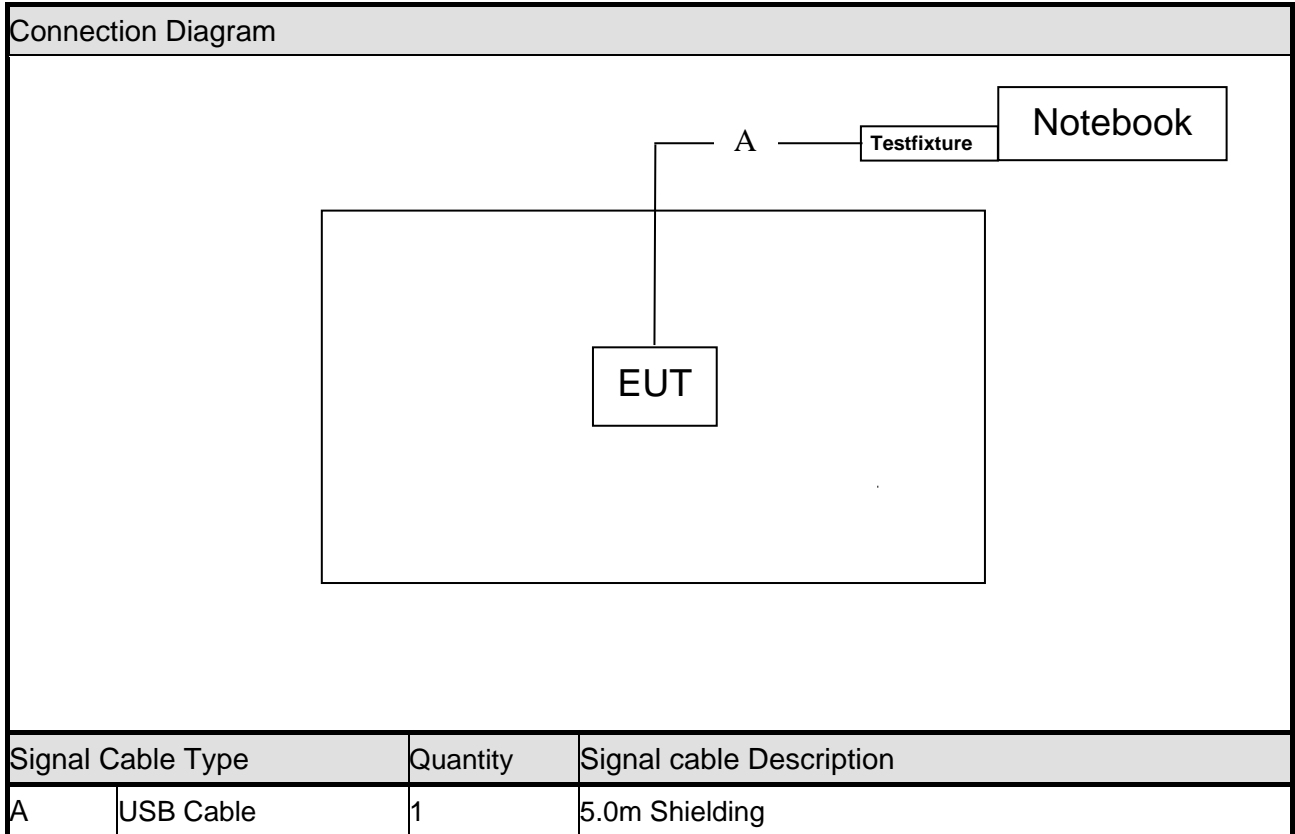 Connection Diagram
A Testfixture Notebook
EUT
Signal Cable Type Quantity Signal cable Description
A USB Cable 1 5.0m Shielding